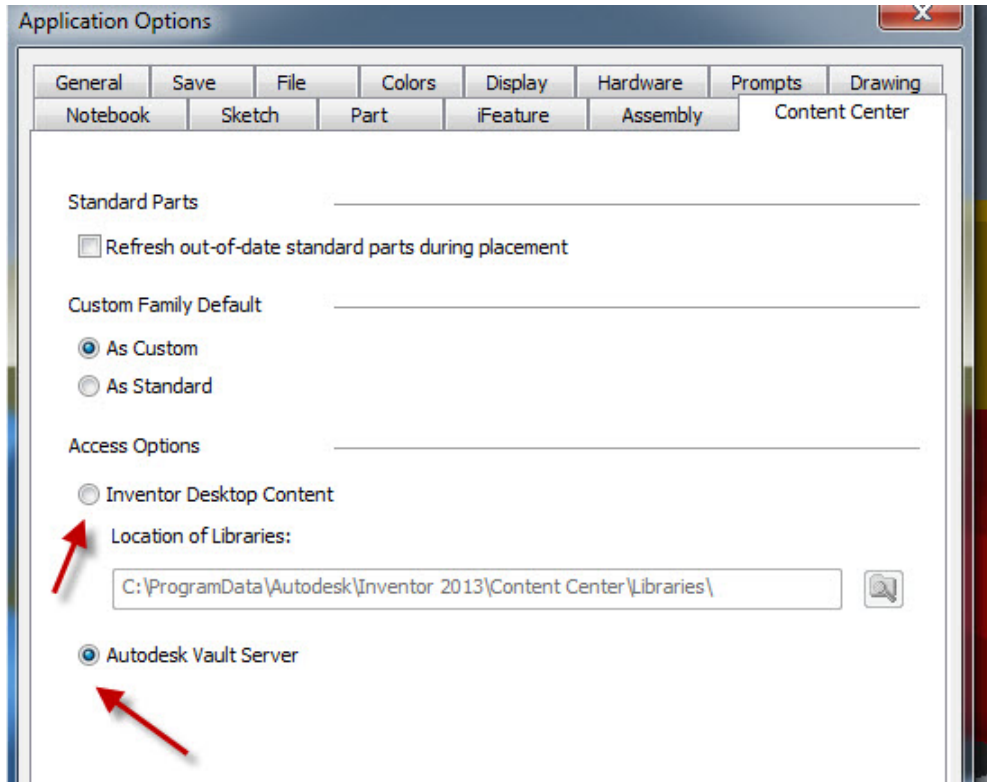 Application Options
General Save File Colors Display Hardware Prompts Drawing
Notebook Sketch Part iFeature Assembly Content Center
Standard Parts
Refresh out-of-date standard parts during placement
Custom Family Default
As Custom
As Standard
Access Options
Inventor Desktop Content
Location of Libraries:
C:\ProgramData\Autodesk\Inventor 2013\Content Center\Libraries\
Autodesk Vault Server